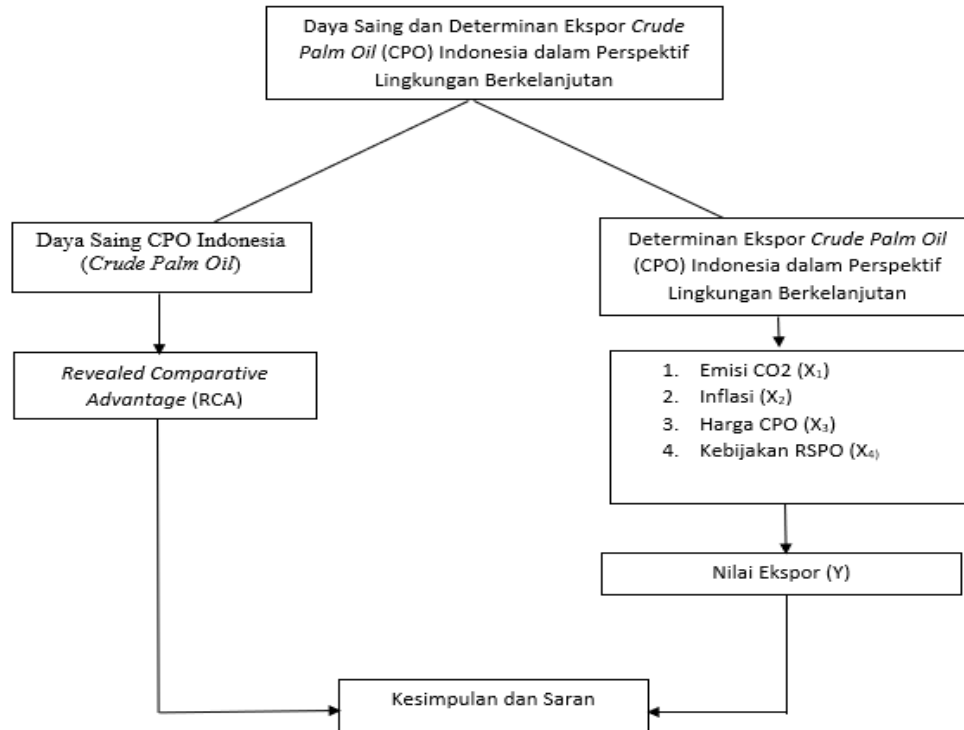 Daya Saing dan Determinan Ekspor Crude
Palm Oil (CPO) Indonesia dalam Perspektif
Lingkungan Berkelanjutan
Daya Saing CPO Indonesia
(Crude Palm Oil)
Determinan Ekspor Crude Palm Oil
(CPO) Indonesia dalam Perspektif
Lingkungan Berkelanjutan
Revealed Comparative
Advantage (RCA)
1. Emisi CO2 (X₁)
2. Inflasi (X₂)
3. Harga CPO (X₃)
4. Kebijakan RSPO (X₄₎
Nilai Ekspor (Y)
Kesimpulan dan Saran